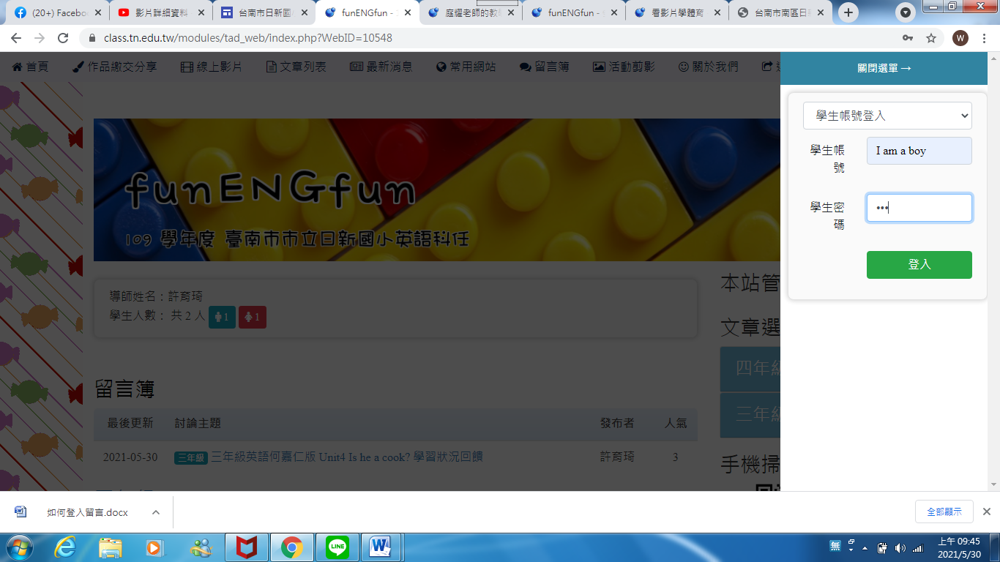 (20+) Facebo
影片詳細資料
台南市日新國小
funENGfun -
庭燿老師的教學
funENGfun -
看影片學體育
台南市南區日新
class.tn.edu.tw/modules/tad_web/index.php?WebID=10548
W
首頁 作品繳交分享 線上影片 文章列表 最新消息 常用網站 留言簿 活動剪影 關於我們
關閉選單 →
學生帳號登入
學生帳
號
I am a boy
學生密
碼
•••
登入
funENGfun
109 學年度 臺南市市立日新國小英語科任
導師姓名：許育琦
學生人數： 共 2 人 1 1
本站管
文章選
四年級
三年級
手機掃
留言簿
最後更新 討論主題 發布者 人氣
2021-05-30 三年級 三年級英語何嘉仁版 Unit4 Is he a cook? 學習狀況回饋 許育琦 3
如何登入留言.docx
全部顯示
LINE
無
上午 09:45
2021/5/30